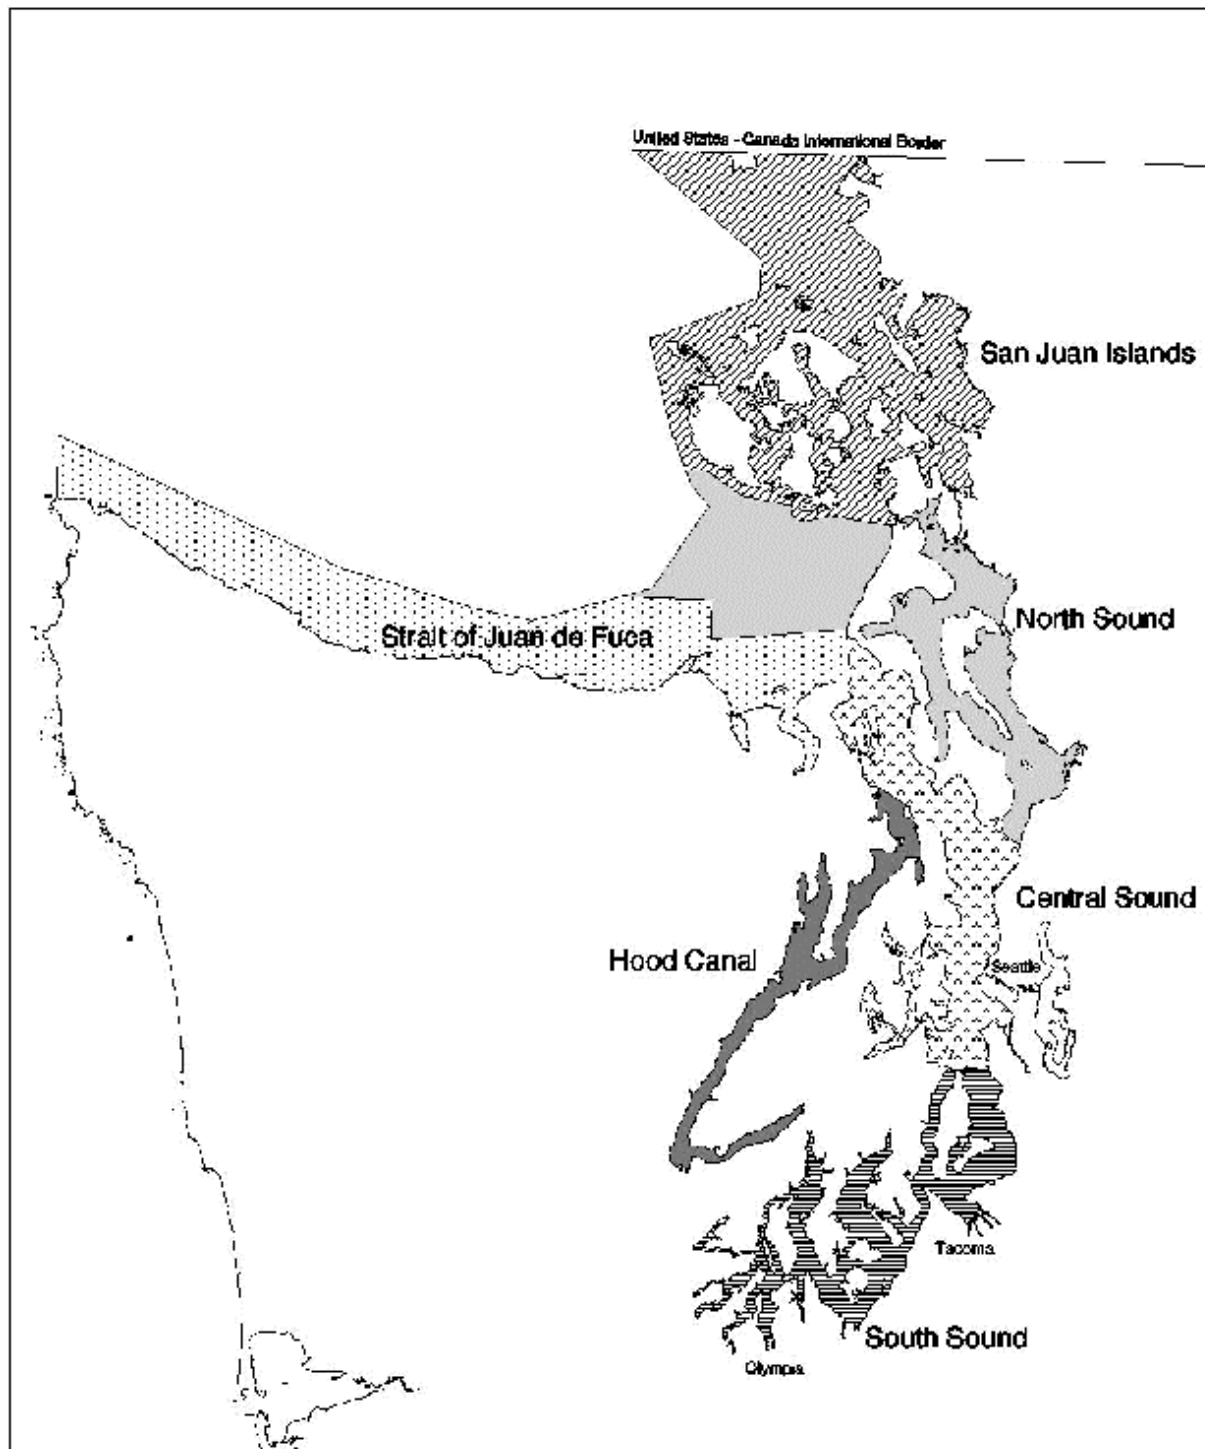 United States - Canada International Border
San Juan Islands
North Sound
Strait of Juan de Fuca
Central Sound
Hood Canal
Seattle
Tacoma
South Sound
Olympia